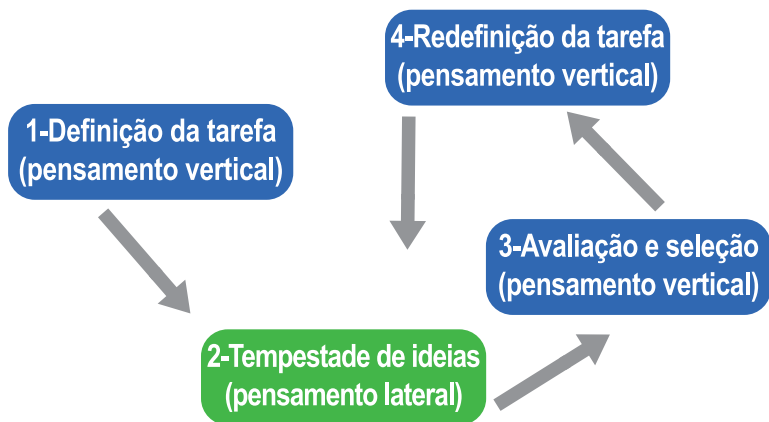 4-Redefinição da tarefa
(pensamento vertical)
1-Definição da tarefa
(pensamento vertical)
3-Avaliação e seleção
(pensamento vertical)
2-Tempestade de ideias
(pensamento lateral)